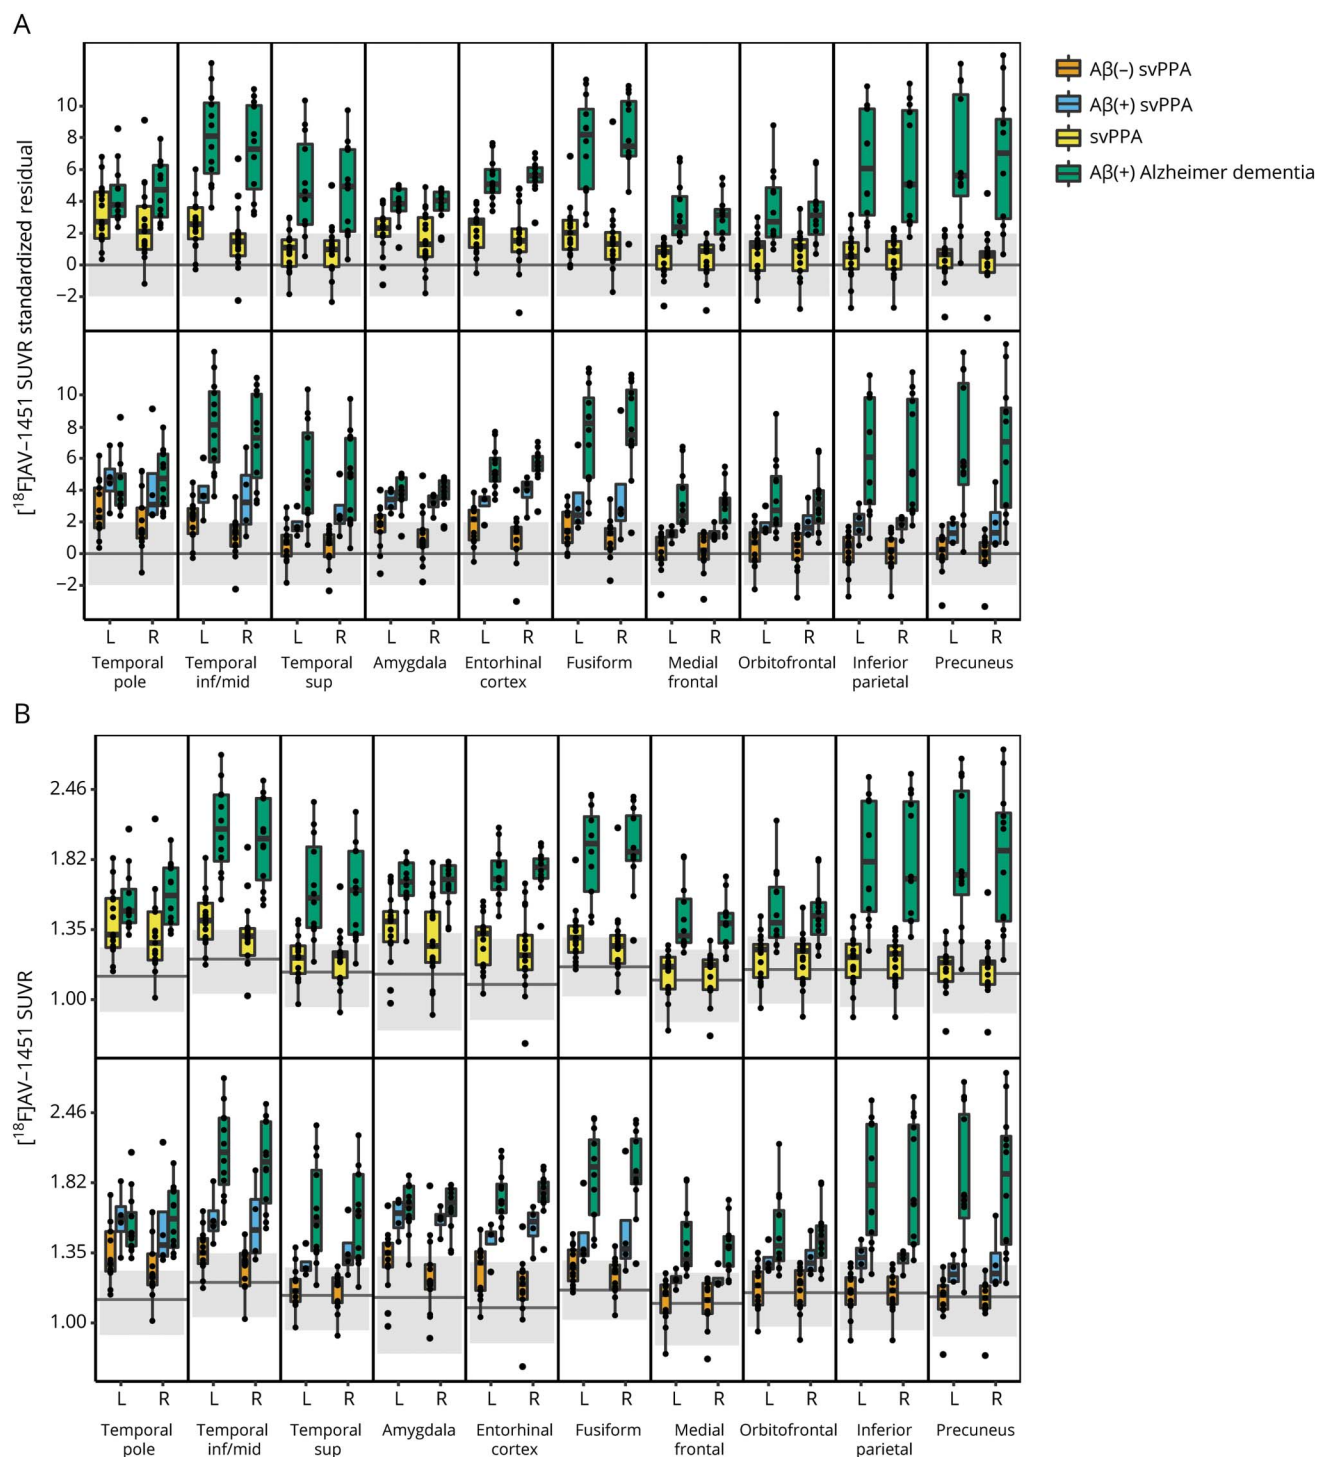 A
Aβ(–) svPPA
Aβ(+) svPPA
svPPA
Aβ(+) Alzheimer dementia
[18F]AV–1451 SUVR standardized residual
10
8
6
4
2
0
−2
10
8
6
4
2
0
−2
L R L R L R L R L R L R L R L R L R L R
Temporal Temporal Temporal Amygdala Entorhinal Fusiform Medial Orbitofrontal Inferior Precuneus
pole inf/mid sup cortex frontal parietal
B
[18F]AV–1451 SUVR
2.46
1.82
1.35
1.00
2.46
1.82
1.35
1.00
L R L R L R L R L R L R L R L R L R L R
Temporal Temporal Temporal Amygdala Entorhinal Fusiform Medial Orbitofrontal Inferior Precuneus
pole inf/mid sup cortex frontal parietal